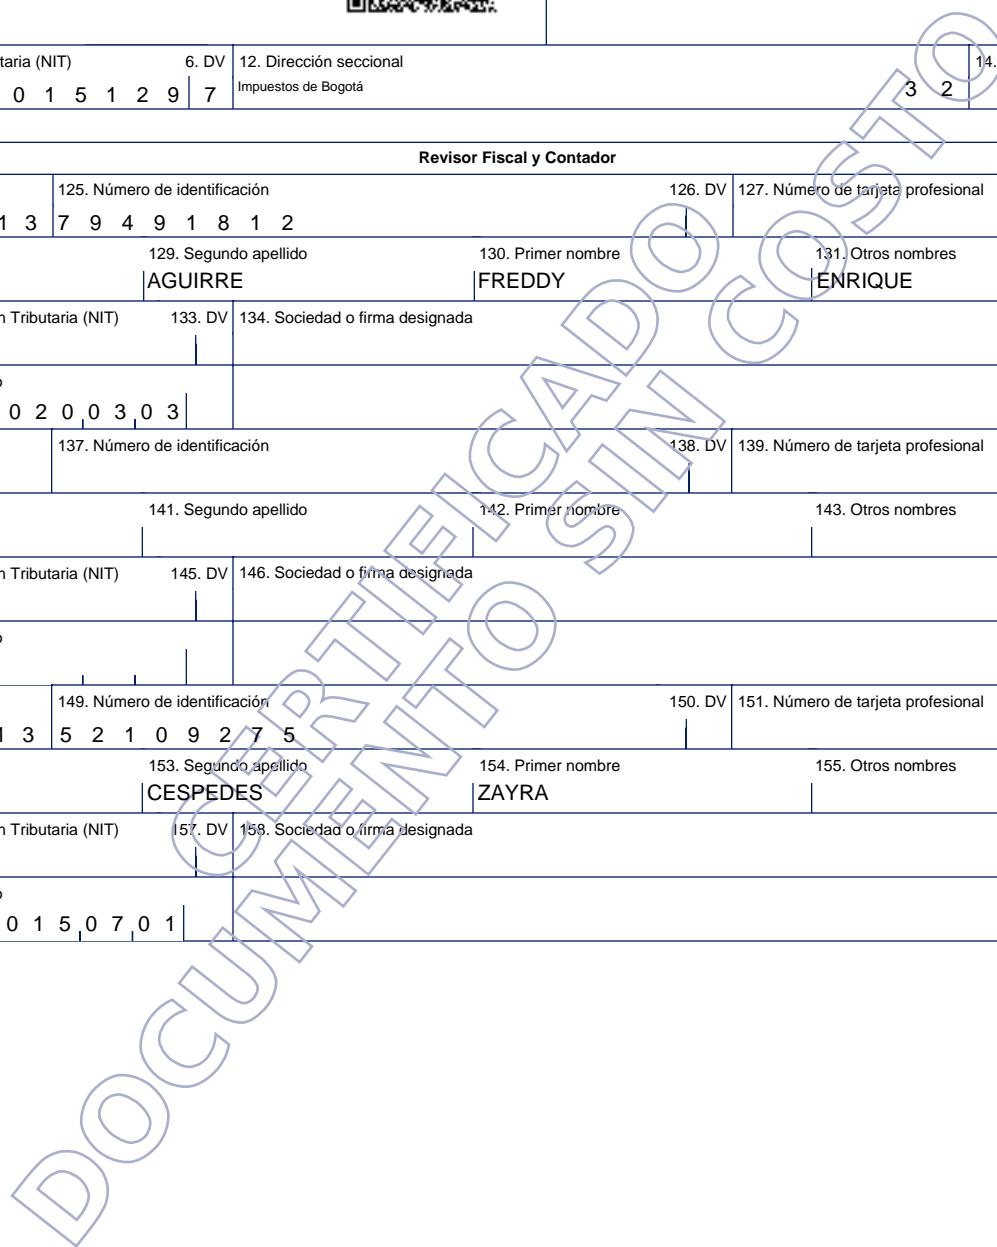 taria (NIT) 6. DV 12. Dirección seccional 14.
0 1 5 1 2 9 7 Impuestos de Bogotá 3 2
Revisor Fiscal y Contador
125. Número de identificación 126. DV 127. Número de tarjeta profesional
1 3 7 9 4 9 1 8 1 2
129. Segundo apellido 130. Primer nombre 131. Otros nombres
AGUIRRE FREDDY ENRIQUE
n Tributaria (NIT) 133. DV 134. Sociedad o firma designada
o
0 2 0 0 3 0 3
137. Número de identificación 138. DV 139. Número de tarjeta profesional
141. Segundo apellido 142. Primer nombre 143. Otros nombres
n Tributaria (NIT) 145. DV 146. Sociedad o firma designada
o
149. Número de identificación 150. DV 151. Número de tarjeta profesional
1 3 5 2 1 0 9 2 7 5
153. Segundo apellido 154. Primer nombre 155. Otros nombres
CESPEDES ZAYRA
n Tributaria (NIT) 157. DV 158. Sociedad o firma designada
o
0 1 5 0 7 0 1
CERTIFICADO
DOCUMENTO SIN COSTO